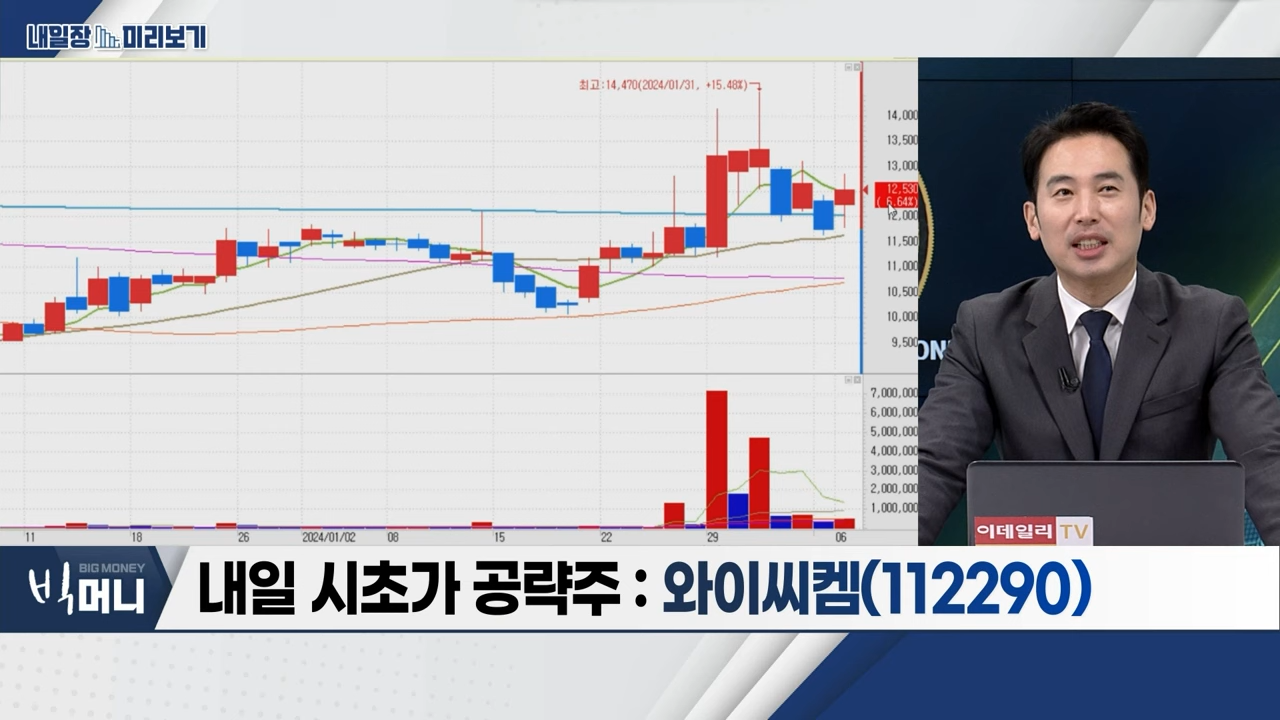 내일장 미리보기
최고:14,470(2024/01/31, +15.48%)
14,000
13,500
13,000
12,530
( 6.64%)
12,000
11,500
11,000
10,500
10,000
9,500
7,000,000
6,000,000
5,000,000
4,000,000
3,000,000
2,000,000
1,000,000
11 18 26 2024/01/02 08 15 22 29 06
이데일리 TV
BIG MONEY
빅머니
내일 시초가 공략주 : 와이씨켐(112290)